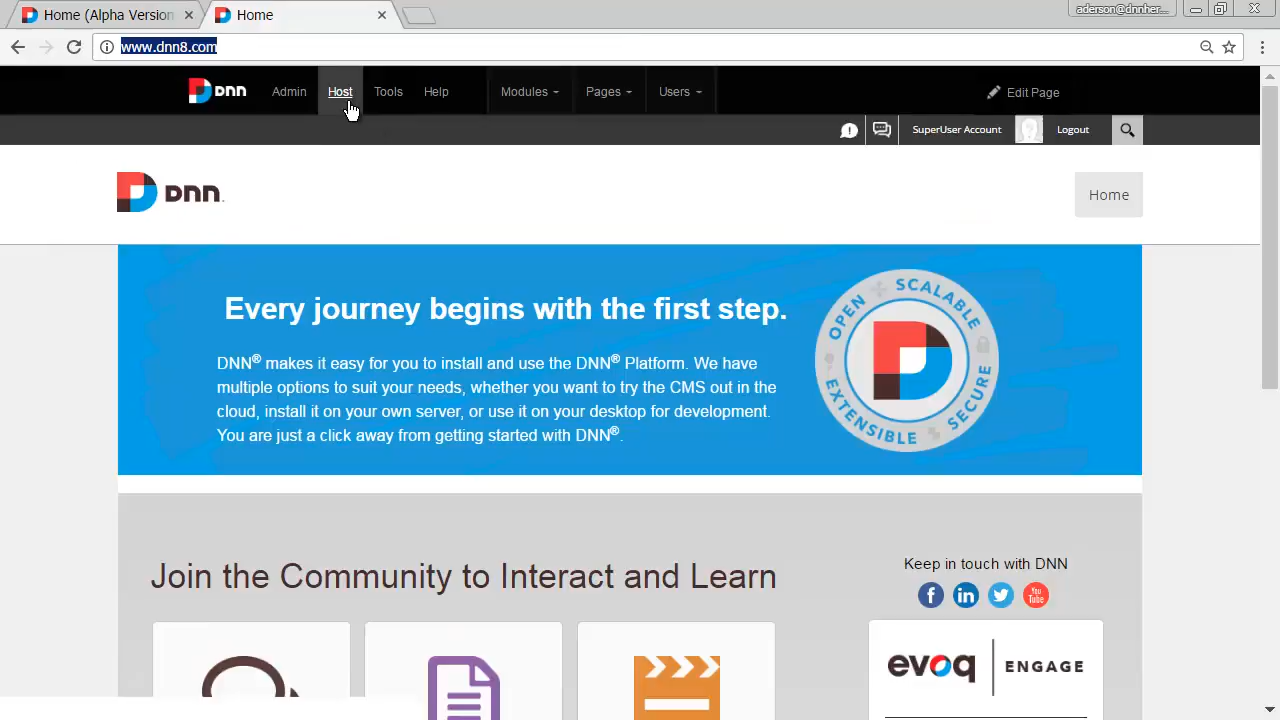 Home (Alpha Version
Home
aderson@dnnher...
www.dnn8.com
DNN
Admin
Host
Tools
Help
Modules
Pages
Users
Edit Page
SuperUser Account
Logout
DNN.
Home
Every journey begins with the first step.
DNN® makes it easy for you to install and use the DNN® Platform. We have
multiple options to suit your needs, whether you want to try the CMS out in the
cloud, install it on your own server, or use it on your desktop for development.
You are just a click away from getting started with DNN®.
OPEN
SCALABLE
EXTENSIBLE
SECURE
Join the Community to Interact and Learn
Keep in touch with DNN
You
Tube
evoq ENGAGE